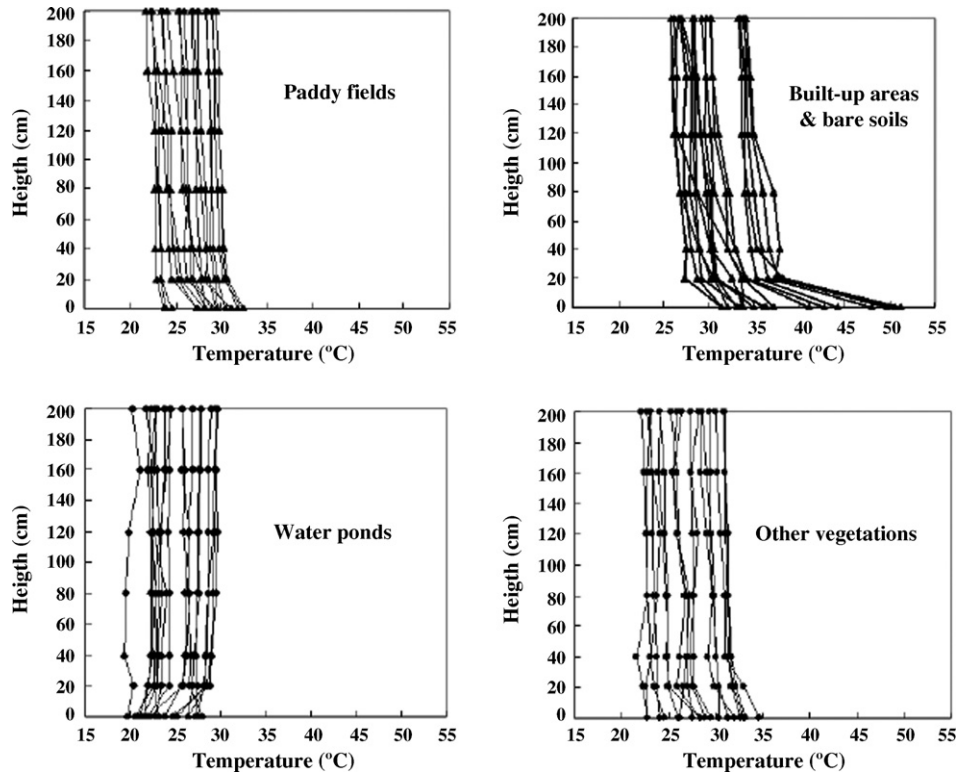 200
180
160
140
120
100
80
60
40
20
0
Heigth (cm)
Paddy fields
15 20 25 30 35 40 45 50 55
Temperature (ºC)
200
180
160
140
120
100
80
60
40
20
0
Heigth (cm)
Built-up areas
& bare soils
15 20 25 30 35 40 45 50 55
Temperature (ºC)
200
180
160
140
120
100
80
60
40
20
0
Heigth (cm)
Water ponds
15 20 25 30 35 40 45 50 55
Temperature (ºC)
200
180
160
140
120
100
80
60
40
20
0
Heigth (cm)
Other vegetations
15 20 25 30 35 40 45 50 55
Temperature (ºC)